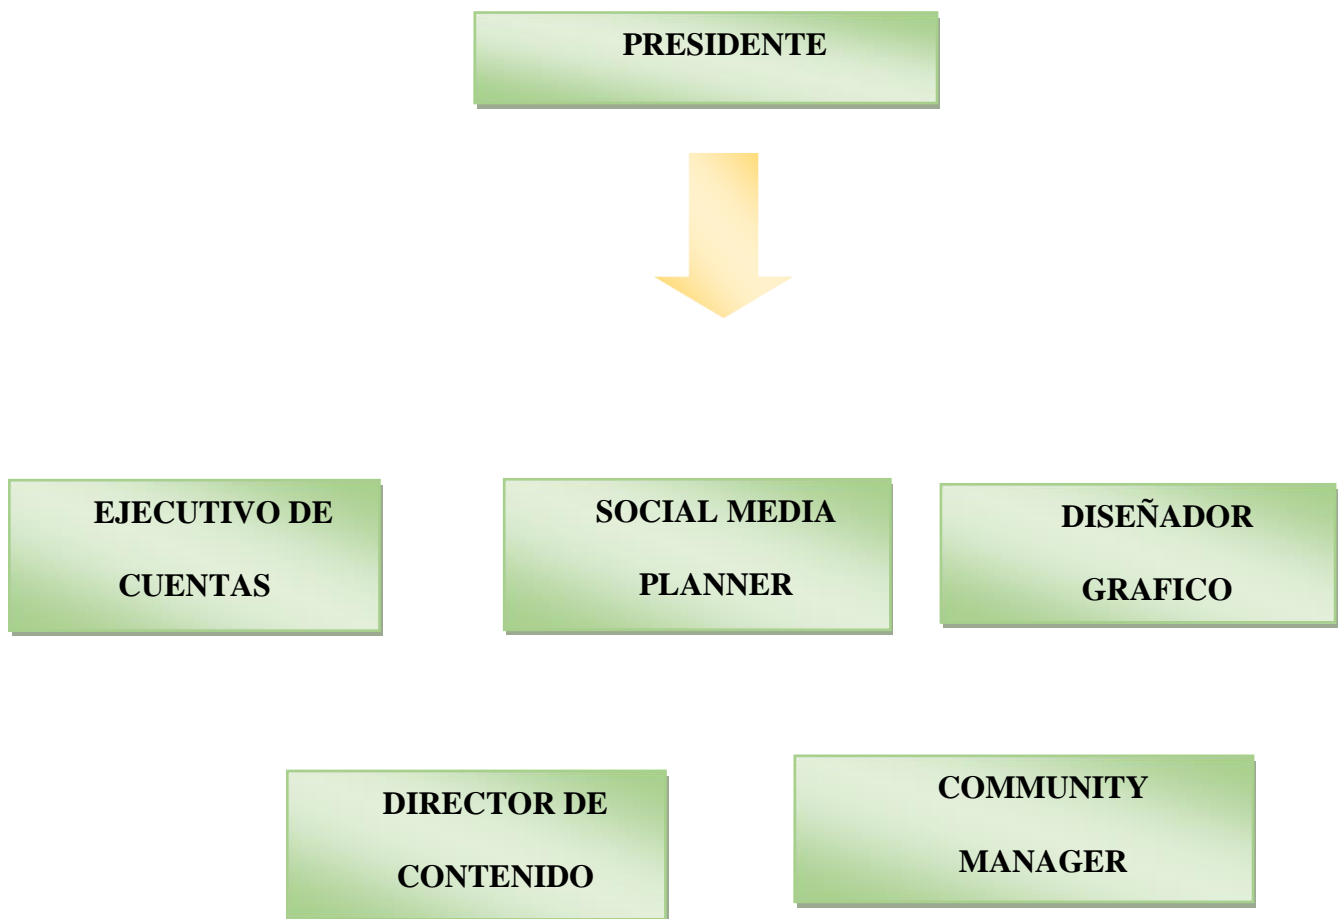 PRESIDENTE
EJECUTIVO DE
CUENTAS
SOCIAL MEDIA
PLANNER
DISEÑADOR
GRAFICO
DIRECTOR DE
CONTENIDO
COMMUNITY
MANAGER